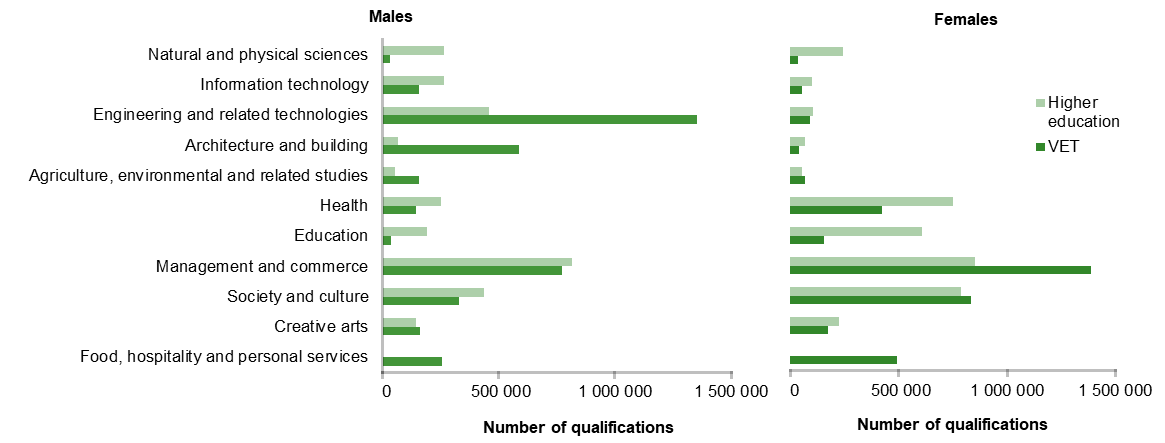 Males
Females
Natural and physical sciences
Information technology
Engineering and related technologies
Architecture and building
Agriculture, environmental and related studies
Health
Education
Management and commerce
Society and culture
Creative arts
Food, hospitality and personal services
Higher
education
VET
0 500 000 1 000 000 1 500 000
0 500 000 1 000 000 1 500 000
Number of qualifications
Number of qualifications